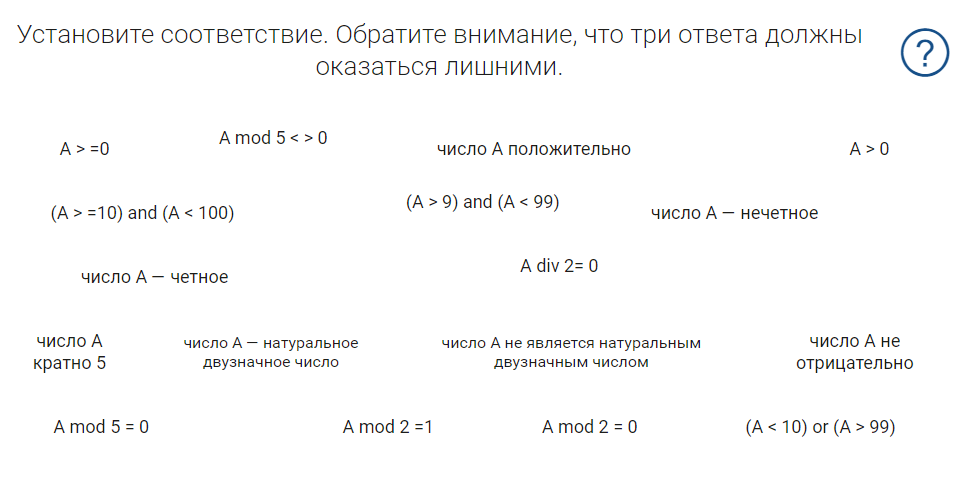 Установите соответствие. Обратите внимание, что три ответа должны
оказаться лишними.
?
A > =0
A mod 5 < > 0
число A положительно
A > 0
(A > =10) and (A < 100)
(A > 9) and (A < 99)
число A — нечетное
число A — четное
A div 2= 0
число A
кратно 5
число A — натуральное
двузначное число
число A не является натуральным
двузначным числом
число A не
отрицательно
A mod 5 = 0
A mod 2 =1
A mod 2 = 0
(A < 10) or (A > 99)